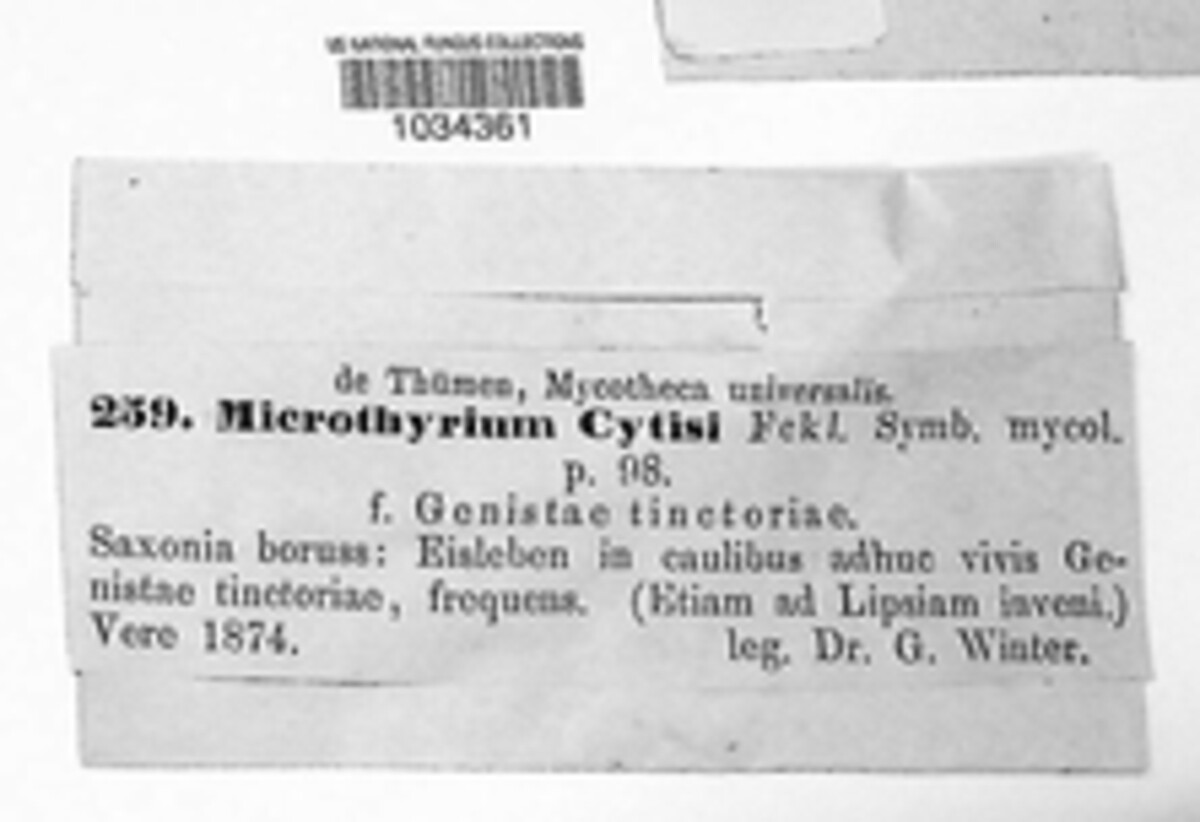 US NATIONAL FUNGUS COLLECTIONS
1034361
de Thümen, Mycotheca universalis.
259. Microthyrium Cytisi Fckl. Symb. mycol.
p. 98.
f. Genistae tinctoriae.
Saxonia boruss: Eisleben in caulibus adhuc vivis Ge-
nistae tinctoriae, frequens. (Etiam ad Lipsiam inveni.)
Vere 1874. leg. Dr. G. Winter.